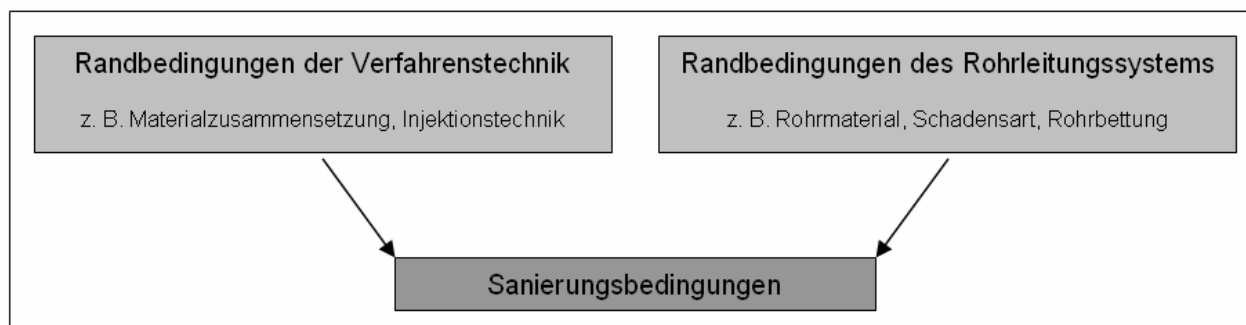 Randbedingungen der Verfahrenstechnik
z. B. Materialzusammensetzung, Injektionstechnik
Randbedingungen des Rohrleitungssystems
z. B. Rohrmaterial, Schadensart, Rohrbettung
Sanierungsbedingungen